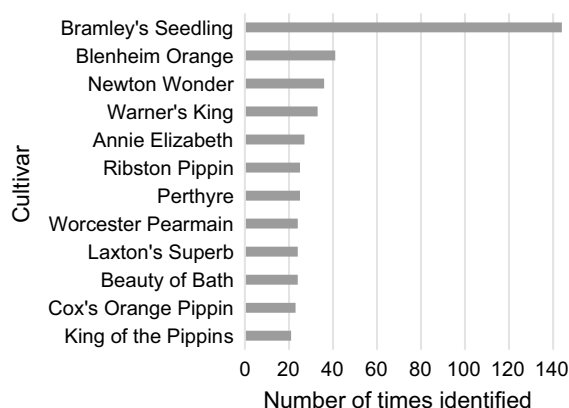 Bramley's Seedling
Blenheim Orange
Newton Wonder
Warner's King
Annie Elizabeth
Ribston Pippin
Perthyre
Worcester Pearmain
Laxton's Superb
Beauty of Bath
Cox's Orange Pippin
King of the Pippins
Cultivar
0 20 40 60 80 100 120 140
Number of times identified